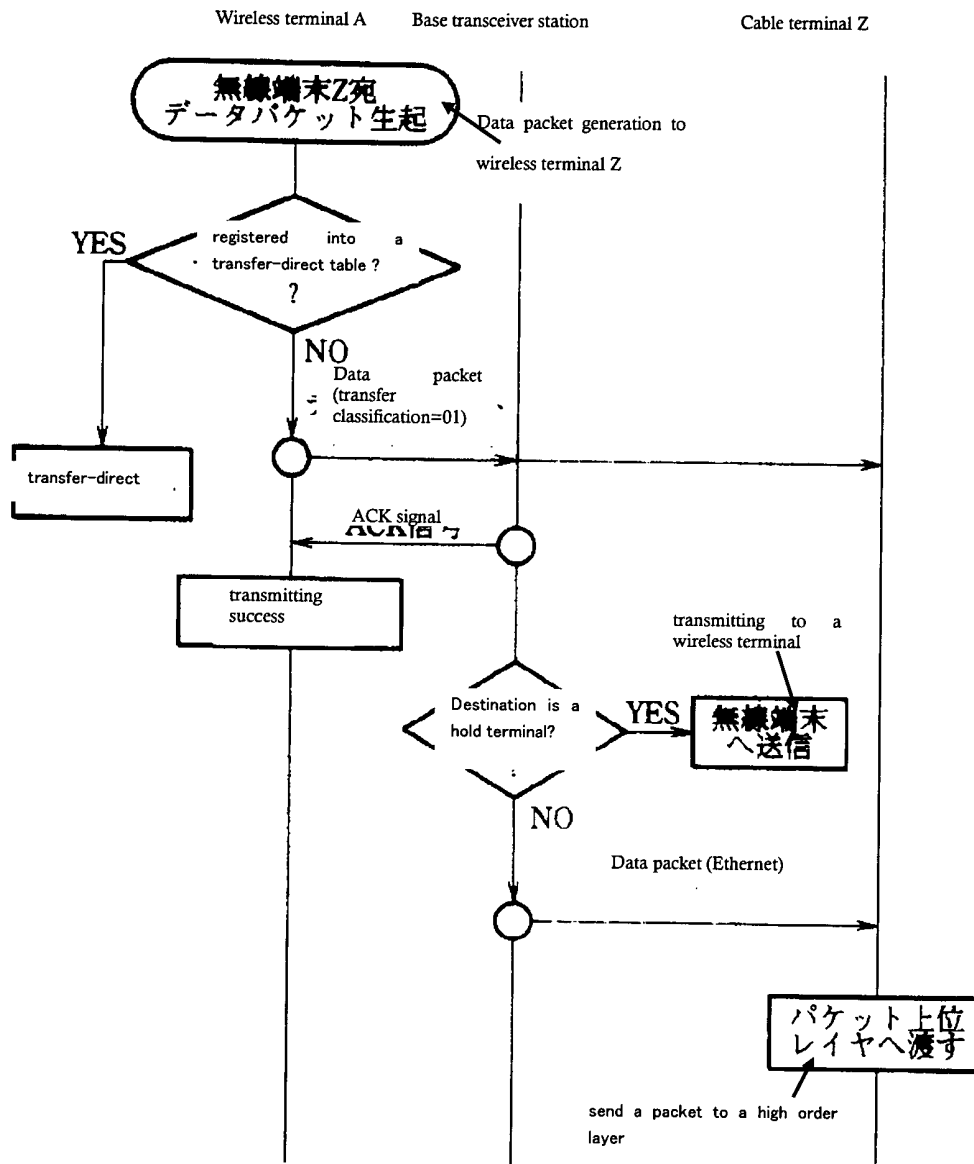 Wireless terminal A
Base transceiver station
Cable terminal Z
無線端末Z宛
データパケット生起
Data packet generation to
wireless terminal Z
YES
registered into a
transfer-direct table ?
?
NO
Data packet
(transfer
classification=01)
transfer-direct
ACK signal
transmitting
success
transmitting to a
wireless terminal
Destination is a
hold terminal?
YES
無線端末
へ送信
NO
Data packet (Ethernet)
パケット上位
レイヤへ渡す
send a packet to a high order
layer